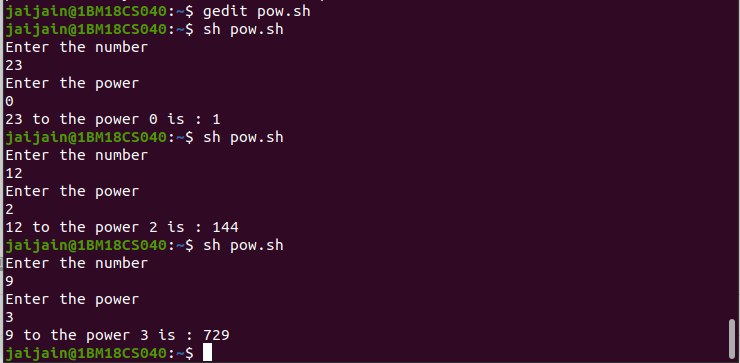 jaijain@1BM18CS040:~$ gedit pow.sh
jaijain@1BM18CS040:~$ sh pow.sh
Enter the number
23
Enter the power
0
23 to the power 0 is : 1
jaijain@1BM18CS040:~$ sh pow.sh
Enter the number
12
Enter the power
2
12 to the power 2 is : 144
jaijain@1BM18CS040:~$ sh pow.sh
Enter the number
9
Enter the power
3
9 to the power 3 is : 729
jaijain@1BM18CS040:~$